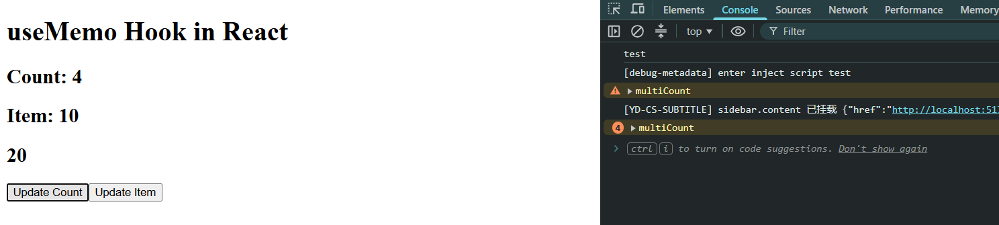 useMemo Hook in React
Count: 4
Item: 10
20
Update Count Update Item
Elements Console Sources Network Performance Memory
top ▼ Filter
test
[debug-metadata] enter inject script test
multiCount
[YD-CS-SUBTITLE] sidebar.content 已挂载 {"href":"http://localhost:517
4 multiCount
ctrl i to turn on code suggestions. Don't show again